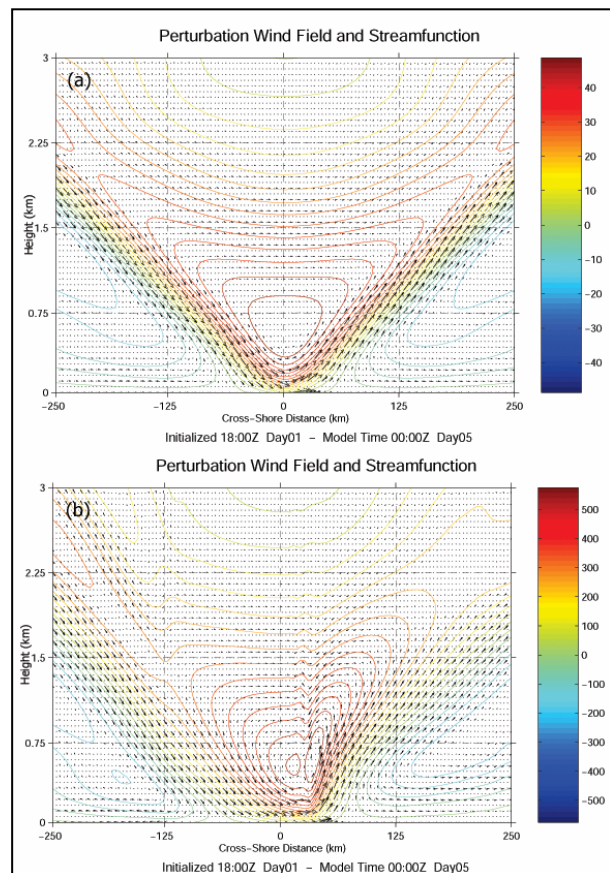 Perturbation Wind Field and Streamfunction
(a)
3
2.25
1.5
0.75
0
Height (km)
-250 -125 0 125 250
Cross-Shore Distance (km)
Initialized 18:00Z Day01 - Model Time 00:00Z Day05
40
30
20
10
0
-10
-20
-30
-40
Perturbation Wind Field and Streamfunction
(b)
3
2.25
1.5
0.75
0
Height (km)
-250 -125 0 125 250
Cross-Shore Distance (km)
Initialized 18:00Z Day01 - Model Time 00:00Z Day05
500
400
300
200
100
0
-100
-200
-300
-400
-500